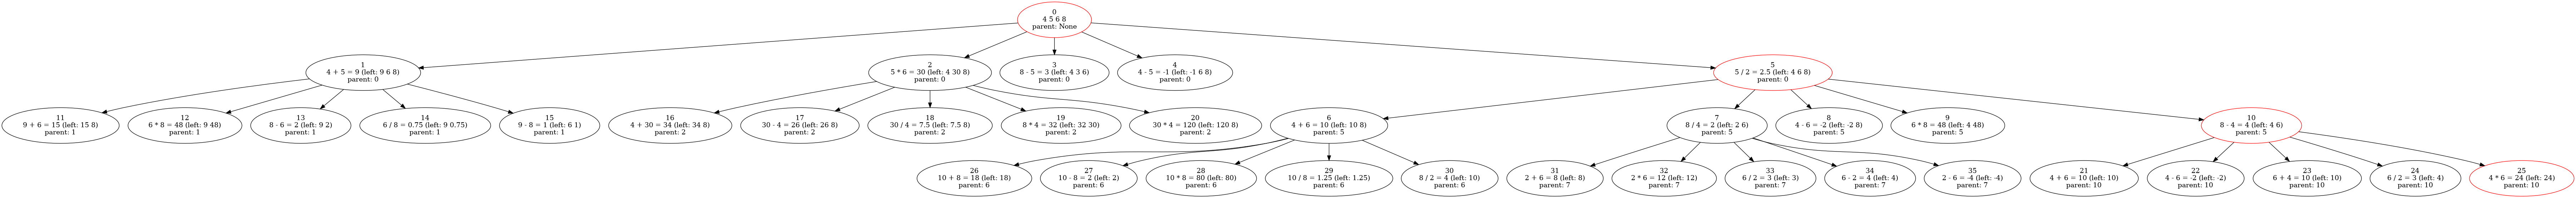 0
4 5 6 8
parent: None
1
4 + 5 = 9 (left: 9 6 8)
parent: 0
2
5 * 6 = 30 (left: 4 30 8)
parent: 0
3
8 - 5 = 3 (left: 4 3 6)
parent: 0
4
4 - 5 = -1 (left: -1 6 8)
parent: 0
5
5 / 2 = 2.5 (left: 4 6 8)
parent: 0
11
9 + 6 = 15 (left: 15 8)
parent: 1
12
6 * 8 = 48 (left: 9 48)
parent: 1
13
8 - 6 = 2 (left: 9 2)
parent: 1
14
6 / 8 = 0.75 (left: 9 0.75)
parent: 1
15
9 - 8 = 1 (left: 6 1)
parent: 1
16
4 + 30 = 34 (left: 34 8)
parent: 2
17
30 - 4 = 26 (left: 26 8)
parent: 2
18
30 / 4 = 7.5 (left: 7.5 8)
parent: 2
19
8 * 4 = 32 (left: 32 30)
parent: 2
20
30 * 4 = 120 (left: 120 8)
parent: 2
6
4 + 6 = 10 (left: 10 8)
parent: 5
7
8 / 4 = 2 (left: 2 6)
parent: 5
8
4 - 6 = -2 (left: -2 8)
parent: 5
9
6 * 8 = 48 (left: 4 48)
parent: 5
10
8 - 4 = 4 (left: 4 6)
parent: 5
26
10 + 8 = 18 (left: 18)
parent: 6
27
10 - 8 = 2 (left: 2)
parent: 6
28
10 * 8 = 80 (left: 80)
parent: 6
29
10 / 8 = 1.25 (left: 1.25)
parent: 6
30
8 / 2 = 4 (left: 10)
parent: 6
31
2 + 6 = 8 (left: 8)
parent: 7
32
2 * 6 = 12 (left: 12)
parent: 7
33
6 / 2 = 3 (left: 3)
parent: 7
34
6 - 2 = 4 (left: 4)
parent: 7
35
2 - 6 = -4 (left: -4)
parent: 7
21
4 + 6 = 10 (left: 10)
parent: 10
22
4 - 6 = -2 (left: -2)
parent: 10
23
6 + 4 = 10 (left: 10)
parent: 10
24
6 / 2 = 3 (left: 4)
parent: 10
25
4 * 6 = 24 (left: 24)
parent: 10